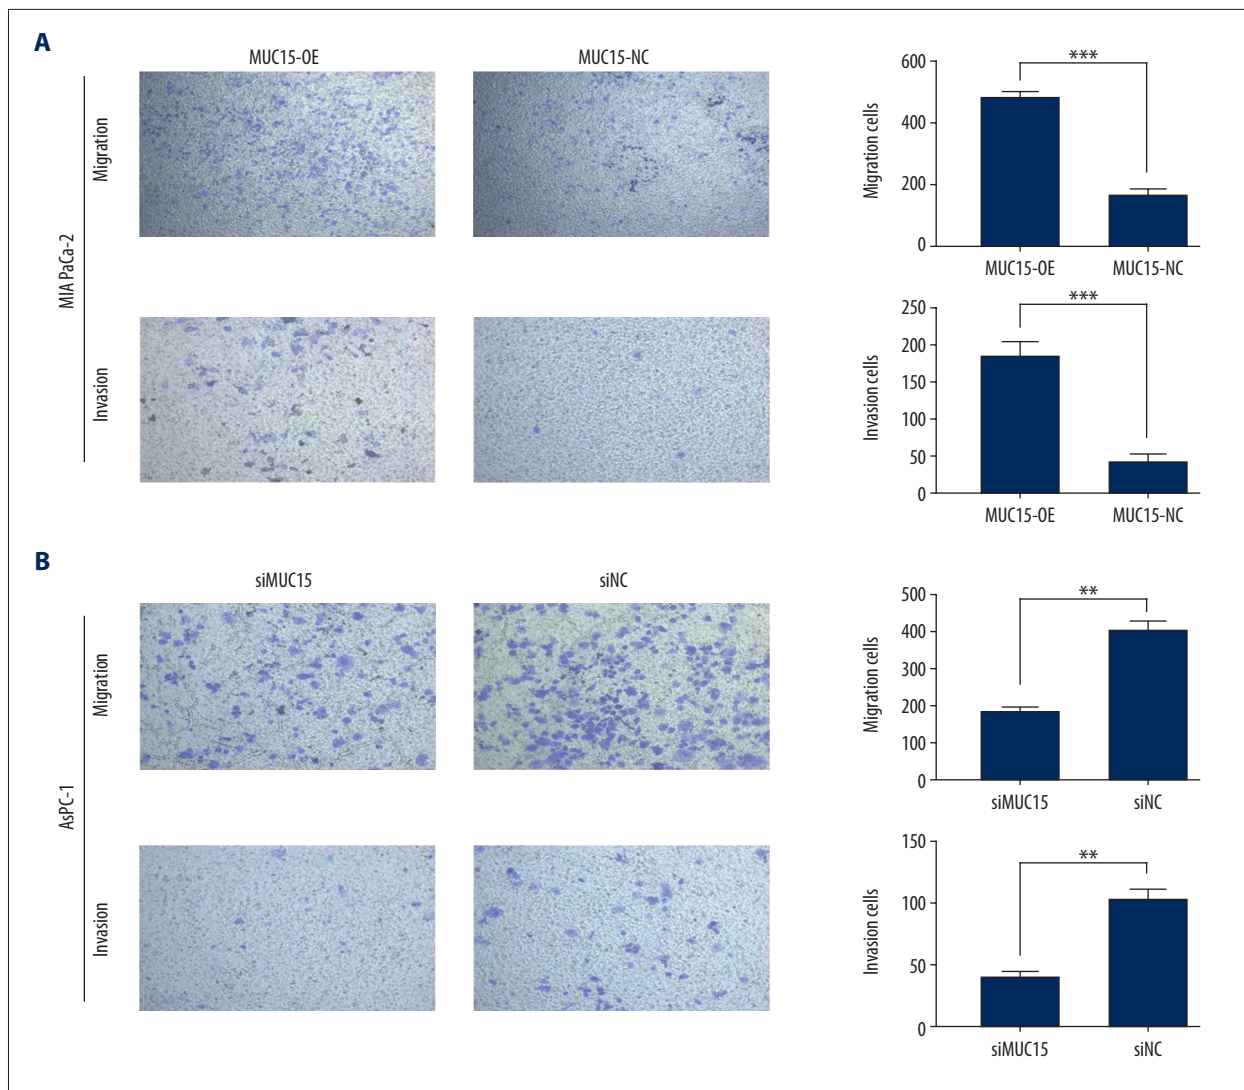 A
MUC15-OE
MUC15-NC
MIA PaCa-2
Migration
Invasion
600
400
200
0
Migration cells
***
MUC15-OE
MUC15-NC
250
200
150
100
50
0
Invasion cells
***
MUC15-OE
MUC15-NC
B
siMUC15
siNC
AsPC-1
Migration
Invasion
500
400
300
200
100
0
Migration cells
**
siMUC15
siNC
150
100
50
0
Invasion cells
**
siMUC15
siNC